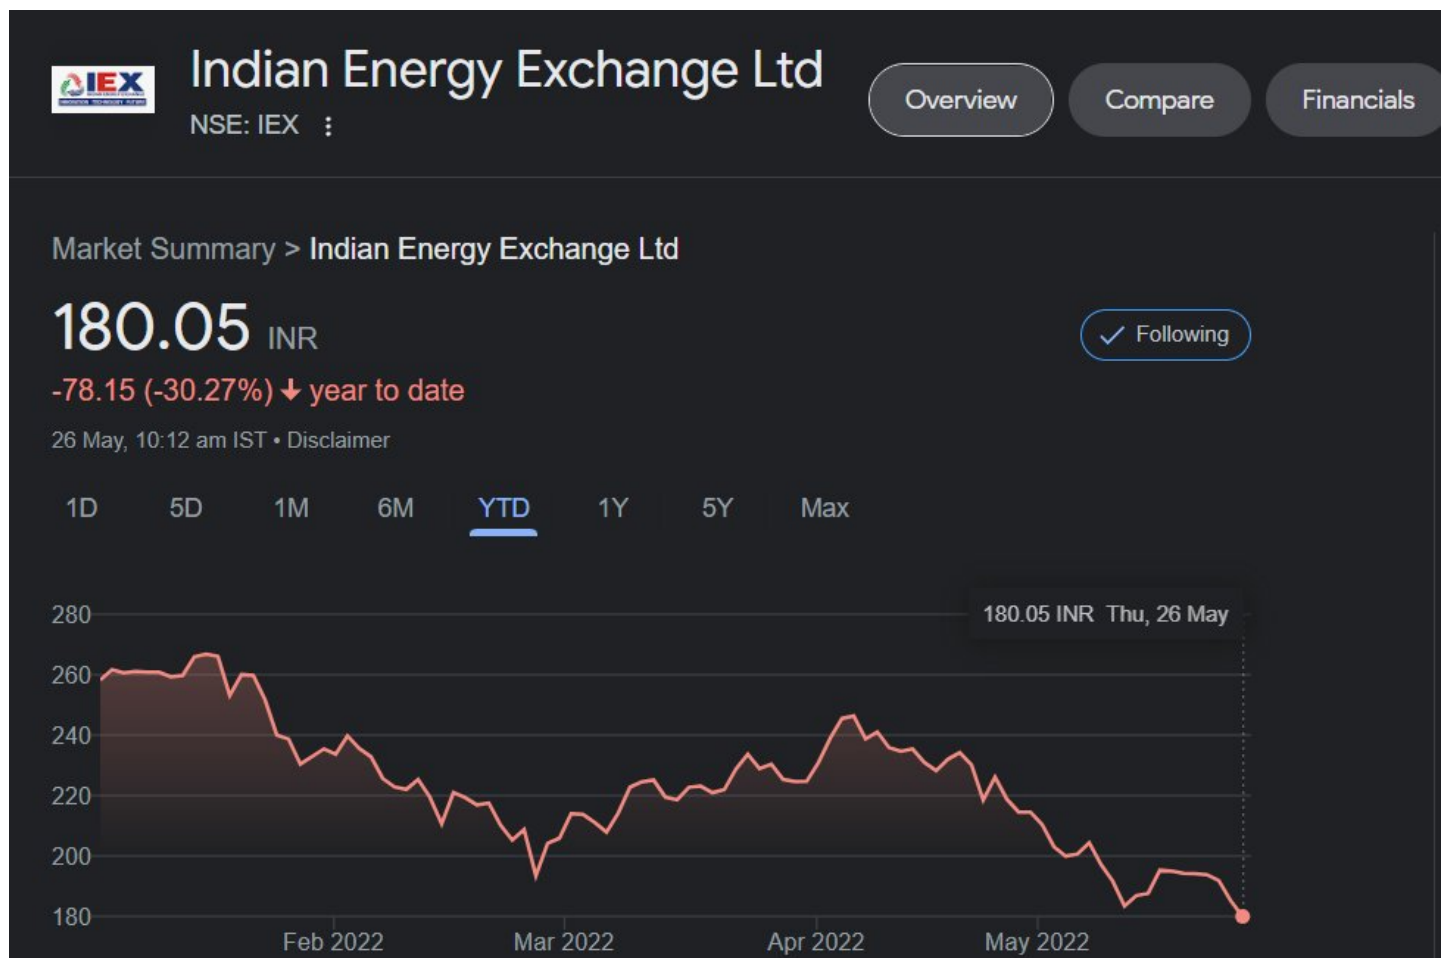 IEX
Indian Energy Exchange Ltd
NSE: IEX
Overview
Compare
Financials
Market Summary > Indian Energy Exchange Ltd
180.05 INR
Following
-78.15 (-30.27%) year to date
26 May, 10:12 am IST • Disclaimer
1D 5D 1M 6M YTD 1Y 5Y Max
180.05 INR Thu, 26 May
280
260
240
220
200
180
Feb 2022 Mar 2022 Apr 2022 May 2022